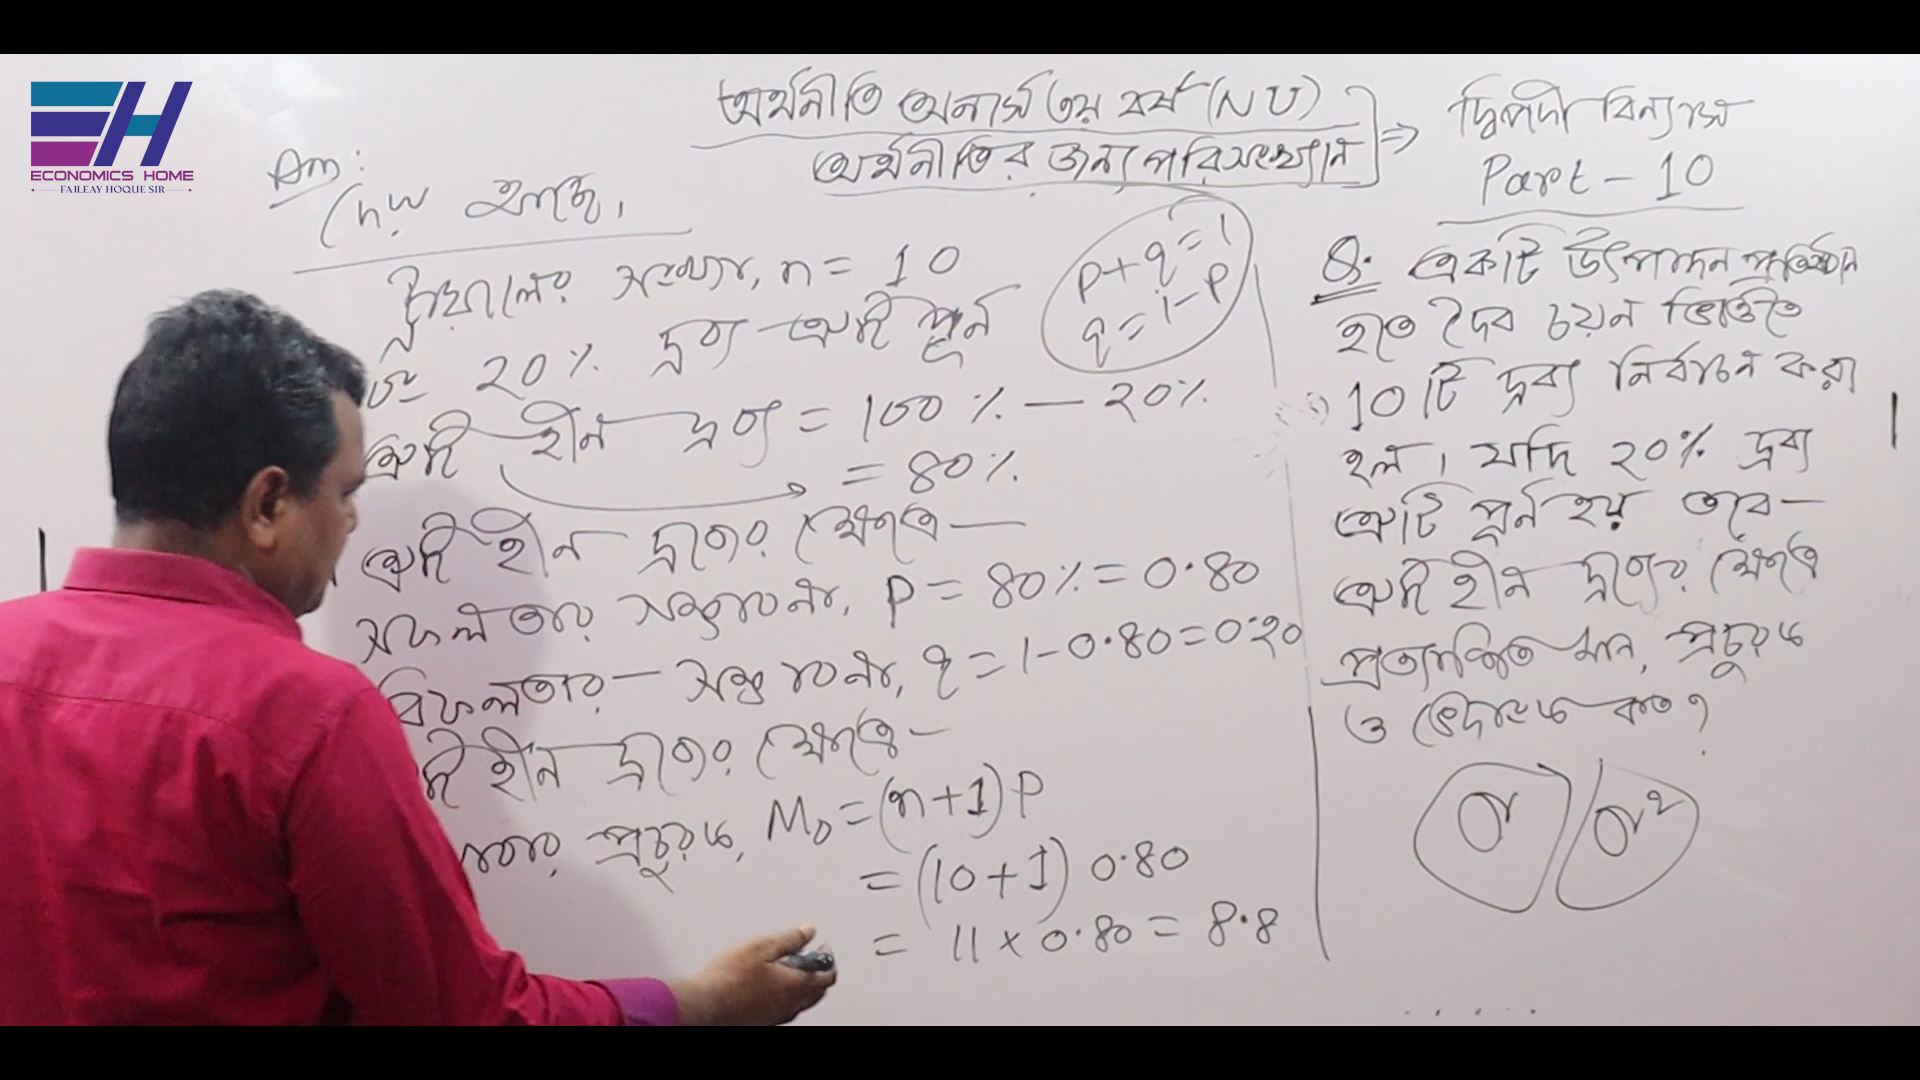 ECONOMICS HOME
FAILEAY HOQUE SIR
অর্থনীতি অনার্স ৩য় বর্ষ (NU)
অর্থনীতির জন্য পরিসংখ্যান
⇒ দ্বিপদী বিন্যাস
Part - 10
Ans:
দেয়া আছে,
ট্রায়ালের সংখ্যা, n = 10
20% দ্রব্য ত্রুটি পূর্ণ
ত্রুটি হীন দ্রব্য = 100% - 20%
= 80%
ত্রুটি হীন দ্রব্যের ক্ষেত্রে -
সফলতার সম্ভাবনা, P = 80% = 0.80
বিফলতার সম্ভাবনা, q = 1-0.80 = 0.20
হীন দ্রব্যের ক্ষেত্রে -
প্রচুরক, Mo = (n+1) P
= (10+1) 0.80
= 11 × 0.80 = 8.8
p+q=1
q=1-P
Q. একটি উৎপাদন প্রতিষ্ঠান
হতে দৈব চয়ন ভিত্তিতে
10 টি দ্রব্য নির্বাচন করা
হল। যদি 20% দ্রব্য
ত্রুটি পূর্ন হয় তবে -
ত্রুটি হীন দ্রব্যের ক্ষেত্রে
প্রত্যাশিত মান, প্রচুরক
ও ভেদাংক কত?
σ σ²